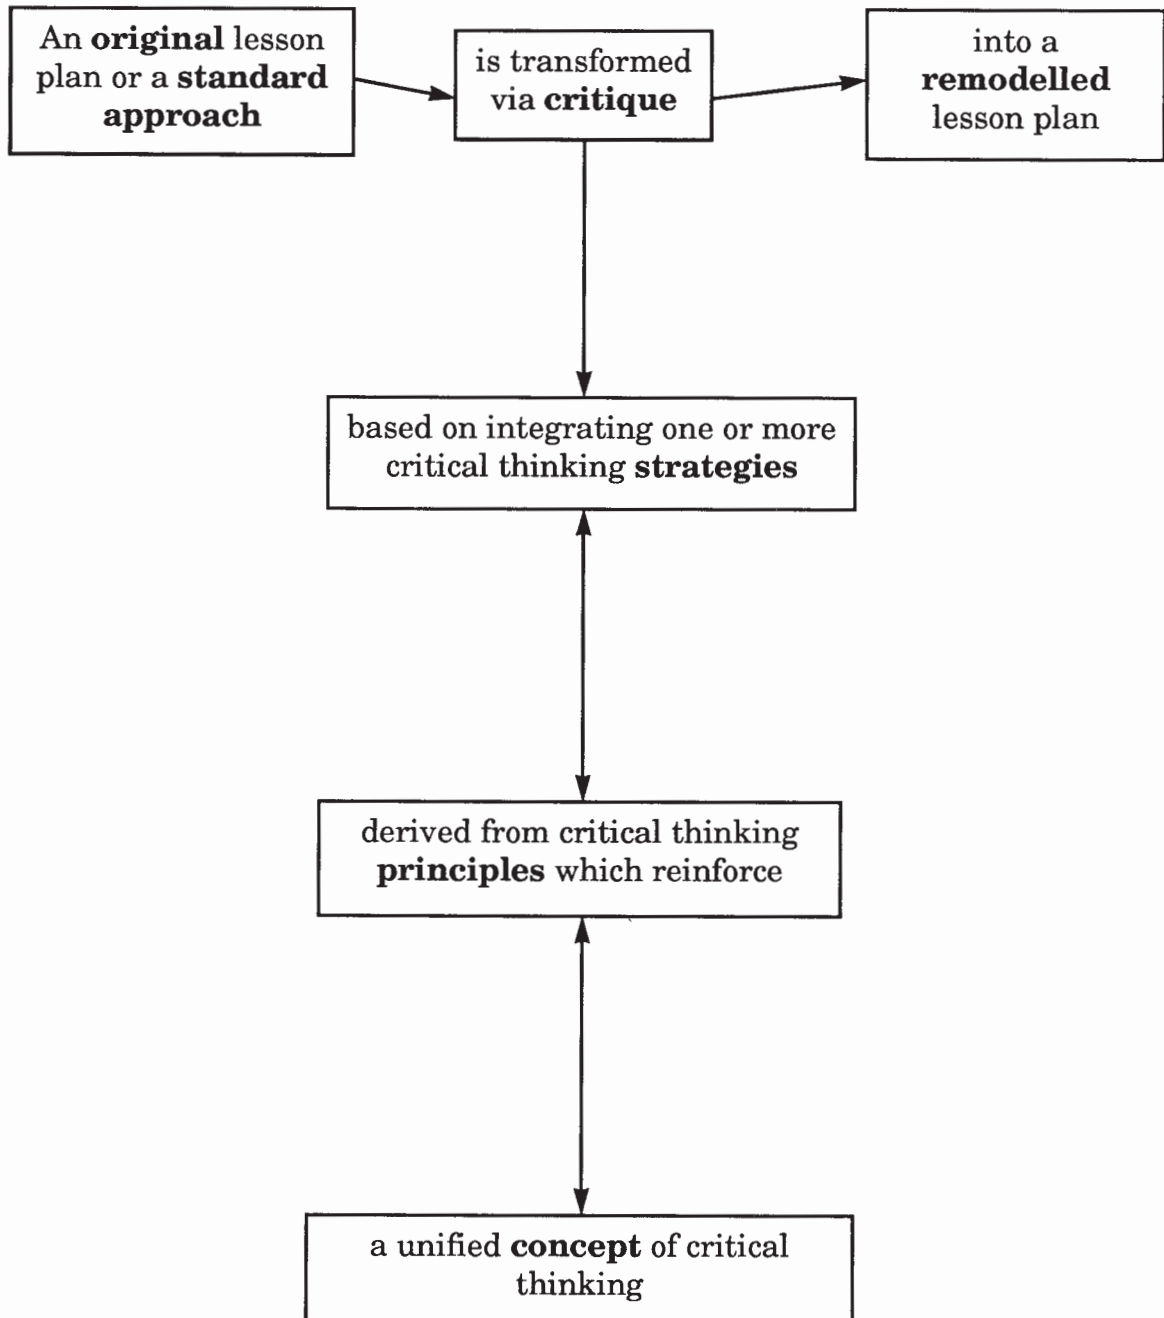 An original lesson
plan or a standard
approach
is transformed
via critique
into a
remodelled
lesson plan
based on integrating one or more
critical thinking strategies
derived from critical thinking
principles which reinforce
a unified concept of critical
thinking